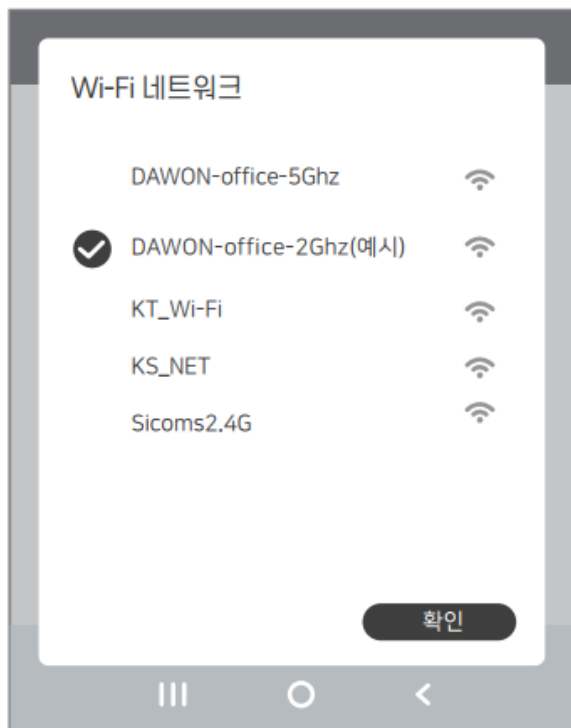 Wi-Fi 네트워크
DAWON-office-5Ghz
DAWON-office-2Ghz(예시)
KT_Wi-Fi
KS_NET
Sicoms2.4G
확인